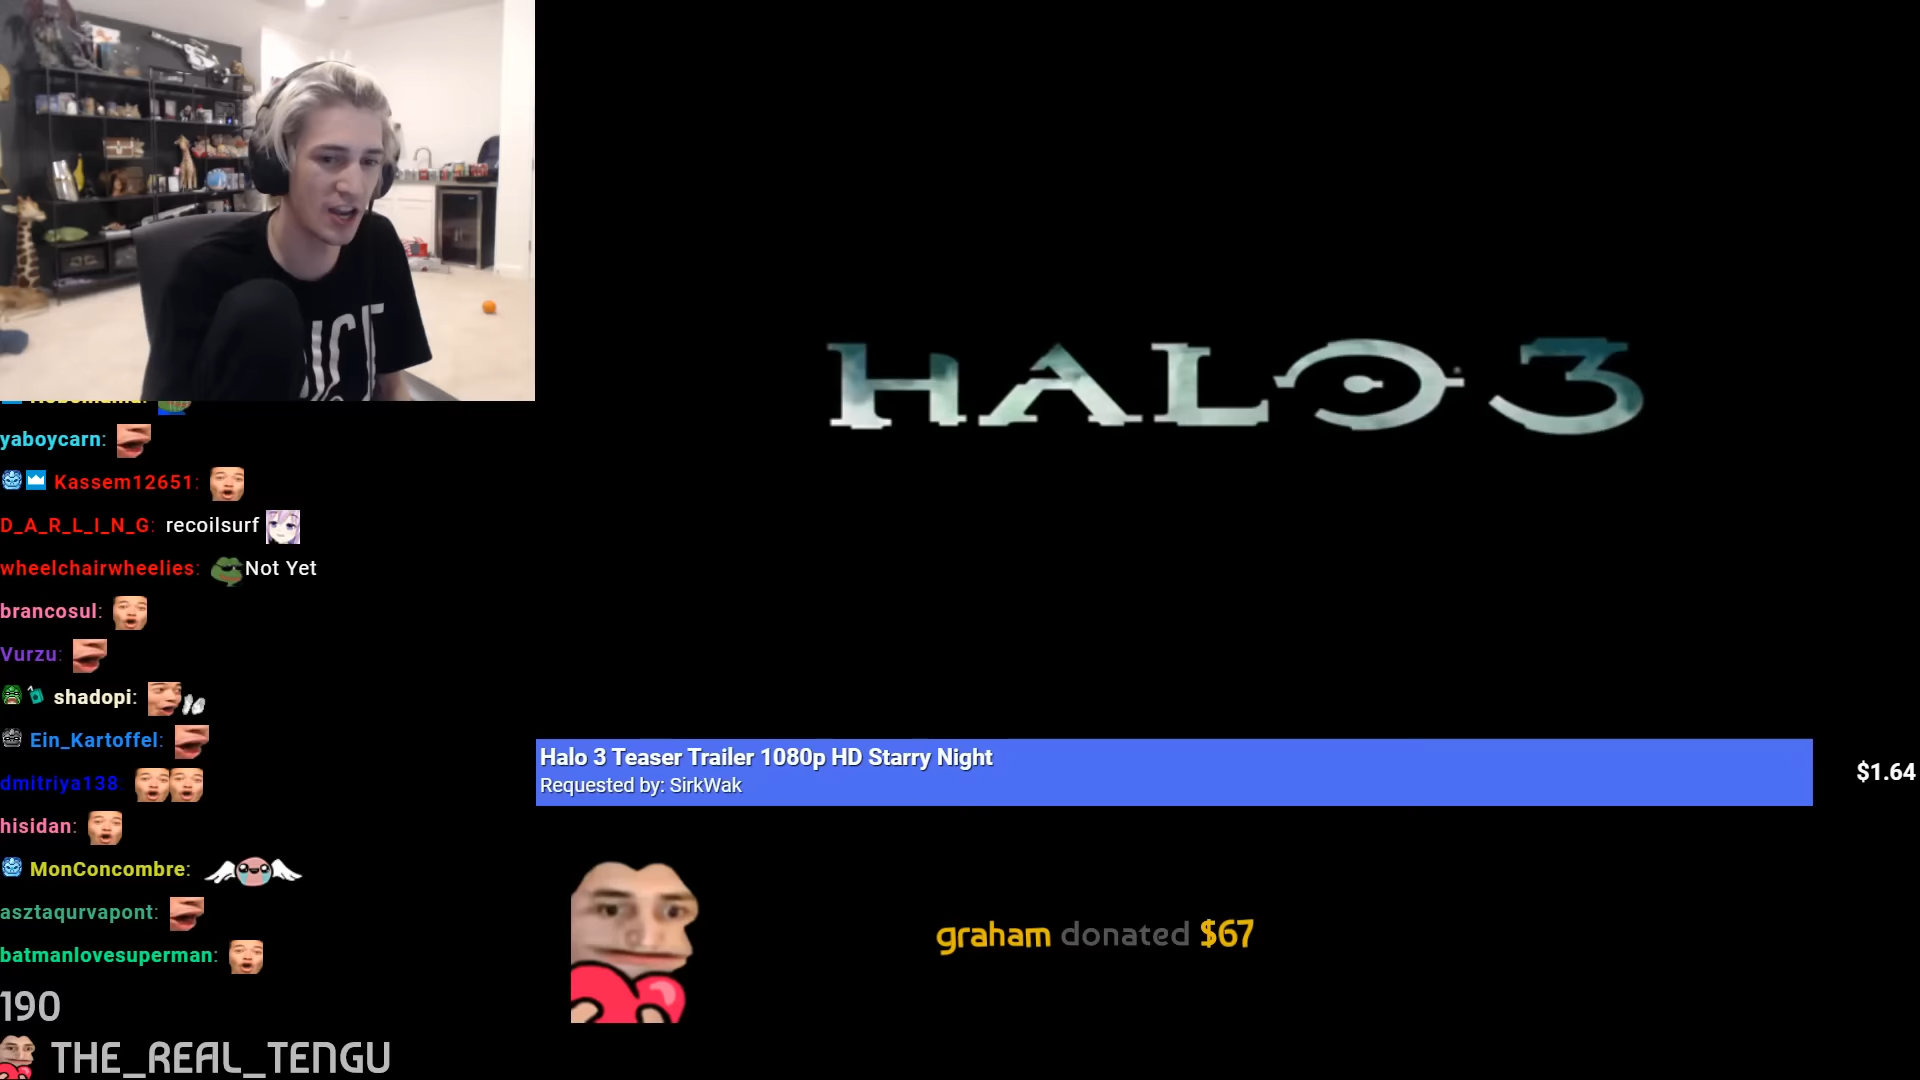 HALO 3
yaboycarn:
Kassem12651:
D_A_R_L_I_N_G: recoilsurf
wheelchairwheelies: Not Yet
brancosul:
Vurzu:
shadopi:
Ein_Kartoffel:
dmitriya138:
hisidan:
MonConcombre:
asztaqurvapont:
batmanlovesuperman:
190
THE_REAL_TENGU
Halo 3 Teaser Trailer 1080p HD Starry Night
Requested by: SirkWak
$1.64
graham donated $67